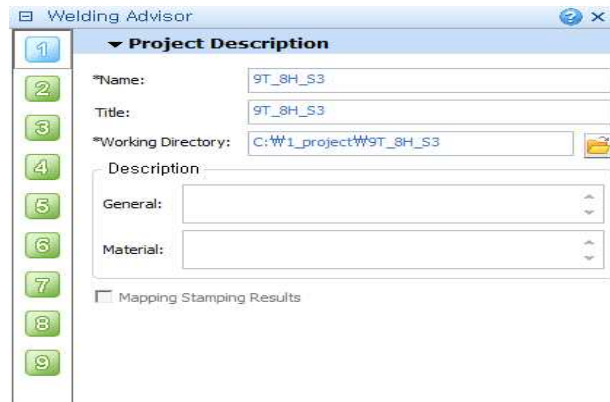 Welding Advisor
1
Project Description
2
*Name: 9T_8H_S3
Title: 9T_8H_S3
3
*Working Directory: C:₩1_project₩9T_8H_S3
4
Description
5
General:
6
Material:
7
Mapping Stamping Results
8
9